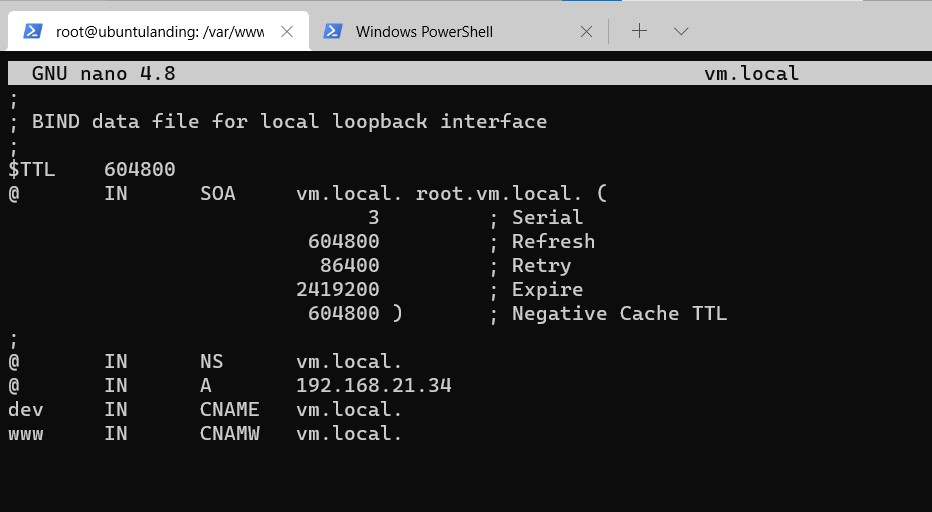 root@ubuntulanding: /var/www
Windows PowerShell
GNU nano 4.8 vm.local
;
; BIND data file for local loopback interface
;
$TTL 604800
@ IN SOA vm.local. root.vm.local. (
3 ; Serial
604800 ; Refresh
86400 ; Retry
2419200 ; Expire
604800 ) ; Negative Cache TTL
;
@ IN NS vm.local.
@ IN A 192.168.21.34
dev IN CNAME vm.local.
www IN CNAMW vm.local.